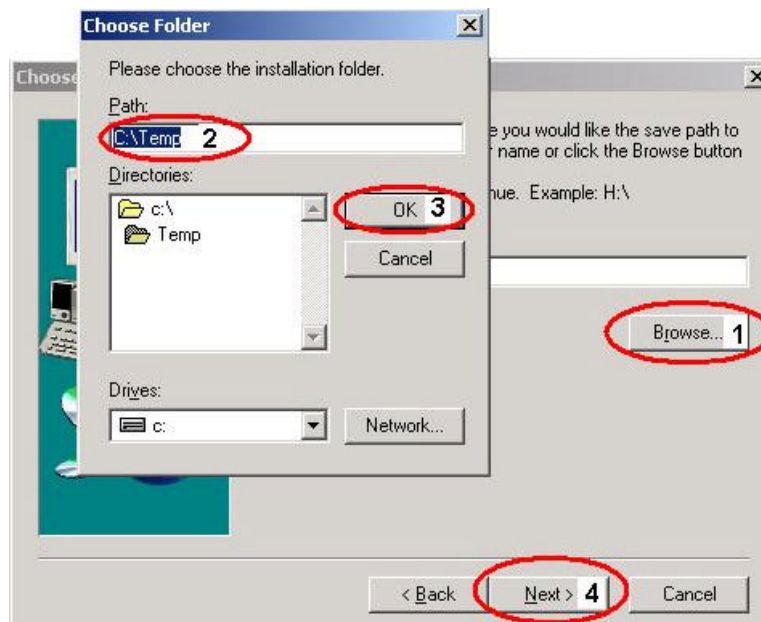 Choose Folder
Please choose the installation folder.
Path:
C:\Temp 2
Directories:
c:\
Temp
OK 3
Cancel
Drives:
c:
Network...
Choose
e you would like the save path to
name or click the Browse button
nue. Example: H:\
Browse... 1
< Back
Next > 4
Cancel